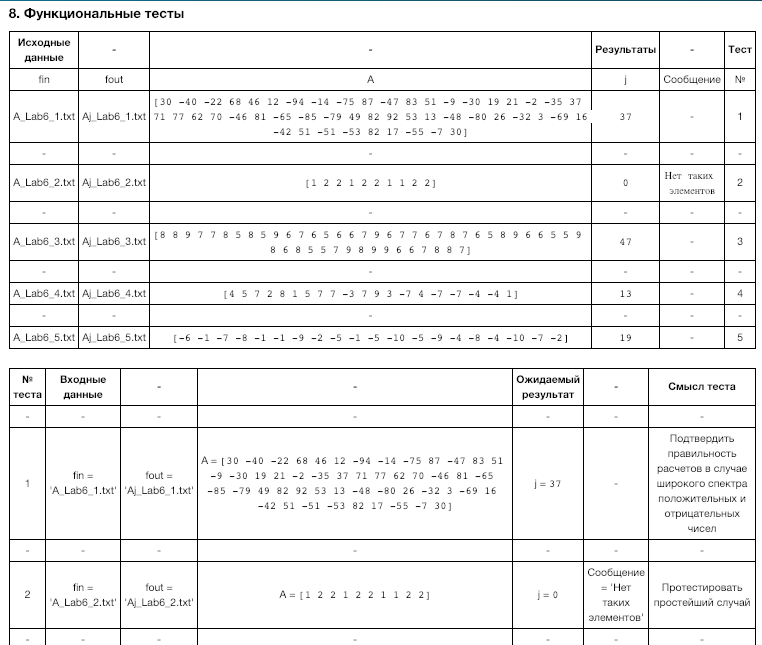 8. Функциональные тесты
Исходные данные - - Результаты - Тест
fin fout A j Сообщение №
A_Lab6_1.txt Aj_Lab6_1.txt [30 -40 -22 68 46 12 -94 -14 -75 87 -47 83 51 -9 -30 19 21 -2 -35 37
71 77 62 70 -46 81 -65 -85 -79 49 82 92 53 13 -48 -80 26 -32 3 -69 16
-42 51 -51 -53 82 17 -55 -7 30] 37 - 1
- - - - - -
A_Lab6_2.txt Aj_Lab6_2.txt [1 2 2 1 2 2 1 1 2 2] 0 Нет таких
элементов 2
- - - - - -
A_Lab6_3.txt Aj_Lab6_3.txt [8 8 9 7 7 8 5 8 5 9 6 7 6 5 6 6 7 9 6 7 7 6 7 8 7 6 5 8 9 6 6 5 5 9
8 6 8 5 5 7 9 8 9 9 6 6 7 8 8 7] 47 - 3
- - - - - -
A_Lab6_4.txt Aj_Lab6_4.txt [4 5 7 2 8 1 5 7 7 -3 7 9 3 -7 4 -7 -7 -4 -4 1] 13 - 4
- - - - - -
A_Lab6_5.txt Aj_Lab6_5.txt [-6 -1 -7 -8 -1 -1 -9 -2 -5 -1 -5 -10 -5 -9 -4 -8 -4 -10 -7 -2] 19 - 5
№
теста Входные
данные - - Ожидаемый
результат - Смысл теста
- - - - - - -
1 fin =
'A_Lab6_1.txt' fout =
'Aj_Lab6_1.txt' A = [30 -40 -22 68 46 12 -94 -14 -75 87 -47 83 51
-9 -30 19 21 -2 -35 37 71 77 62 70 -46 81 -65
-85 -79 49 82 92 53 13 -48 -80 26 -32 3 -69 16
-42 51 -51 -53 82 17 -55 -7 30] j = 37 - Подтвердить
правильность
расчетов в случае
широкого спектра
положительных и
отрицательных
чисел
- - - - - - -
2 fin =
'A_Lab6_2.txt' fout =
'Aj_Lab6_2.txt' A = [1 2 2 1 2 2 1 1 2 2] j = 0 Сообщение
= 'Нет
таких
элементов' Протестировать
простейший случай
- - - - - - -